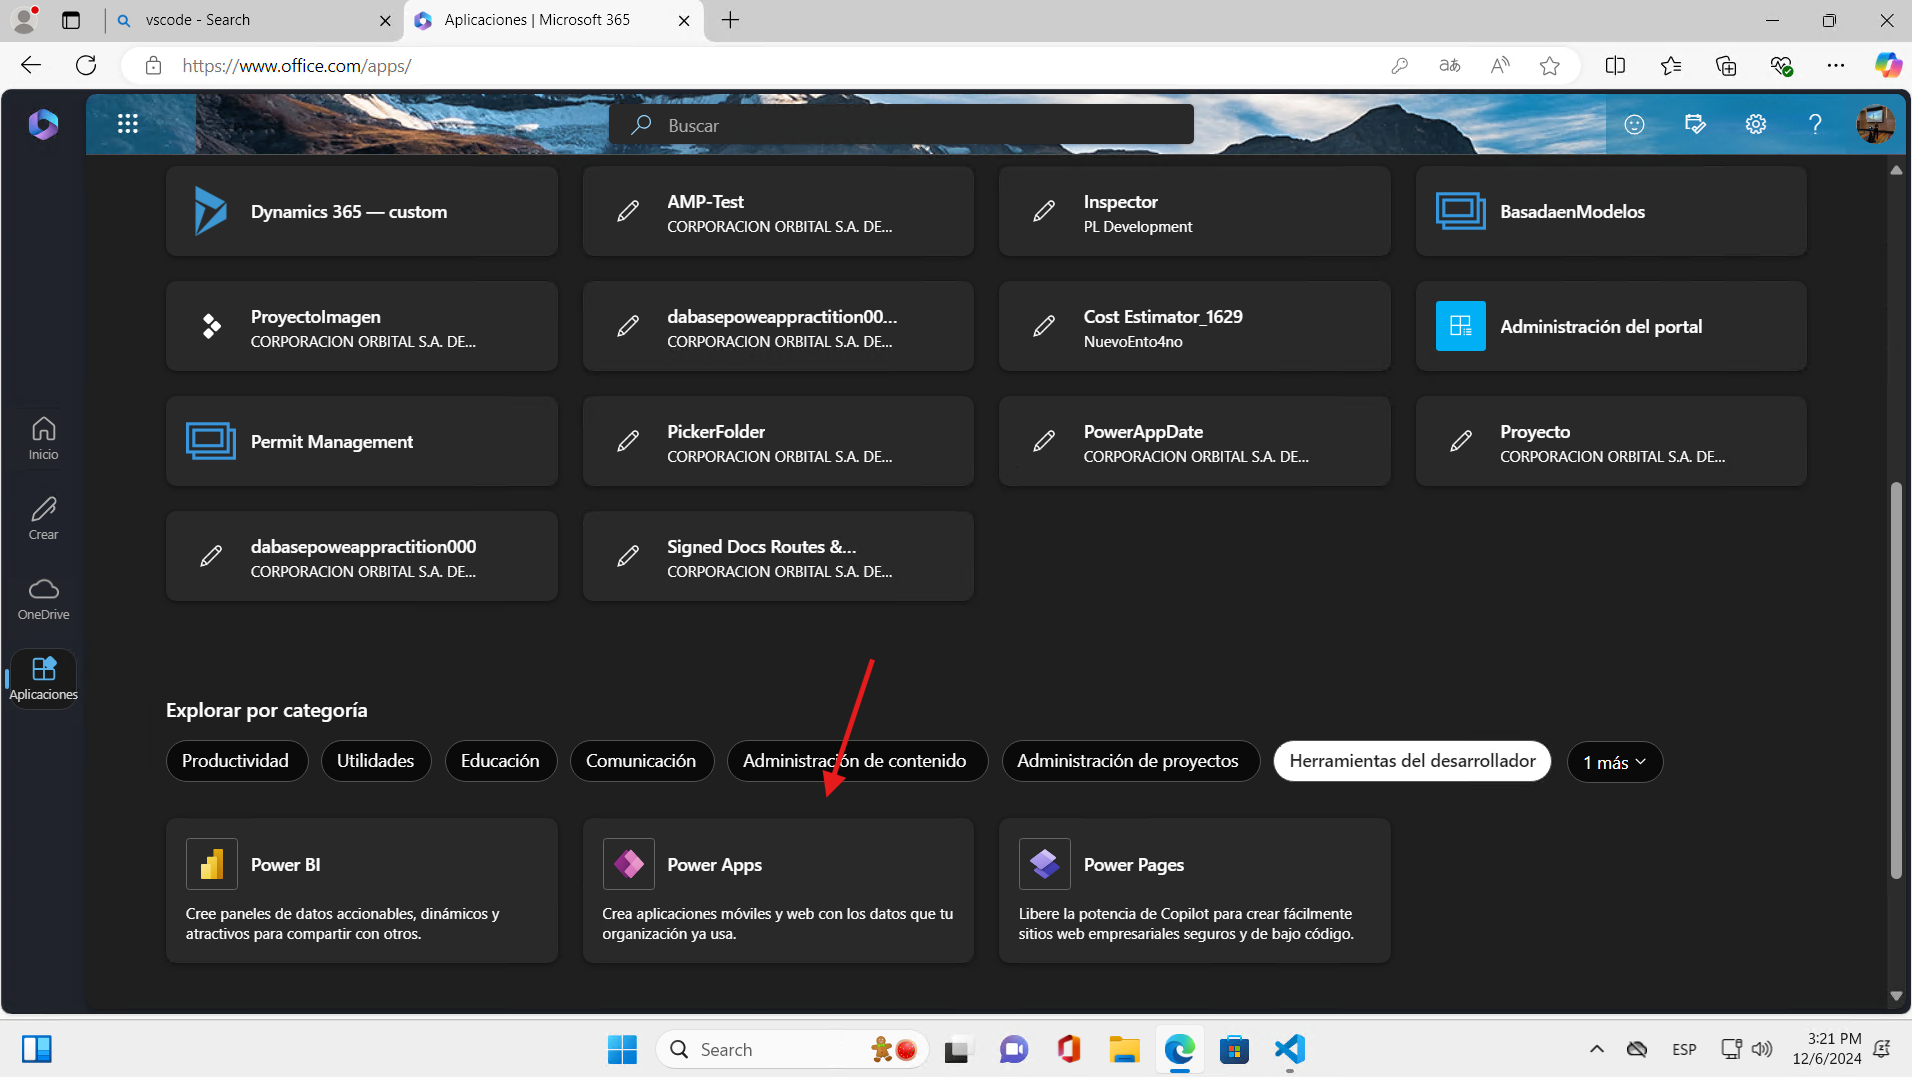 vscode - Search
Aplicaciones | Microsoft 365
https://www.office.com/apps/
Buscar
Dynamics 365 — custom
AMP-Test
CORPORACION ORBITAL S.A. DE...
Inspector
PL Development
BasadaenModelos
ProyectoImagen
CORPORACION ORBITAL S.A. DE...
dabasepoweappractition00...
CORPORACION ORBITAL S.A. DE...
Cost Estimator_1629
NuevoEnto4no
Administración del portal
Permit Management
PickerFolder
CORPORACION ORBITAL S.A. DE...
PowerAppDate
CORPORACION ORBITAL S.A. DE...
Proyecto
CORPORACION ORBITAL S.A. DE...
dabasepoweappractition000
CORPORACION ORBITAL S.A. DE...
Signed Docs Routes &...
CORPORACION ORBITAL S.A. DE...
Inicio
Crear
OneDrive
Aplicaciones
Explorar por categoría
Productividad
Utilidades
Educación
Comunicación
Administración de contenido
Administración de proyectos
Herramientas del desarrollador
1 más
Power BI
Cree paneles de datos accionables, dinámicos y
atractivos para compartir con otros.
Power Apps
Crea aplicaciones móviles y web con los datos que tu
organización ya usa.
Power Pages
Libere la potencia de Copilot para crear fácilmente
sitios web empresariales seguros y de bajo código.
Search
ESP
3:21 PM
12/6/2024